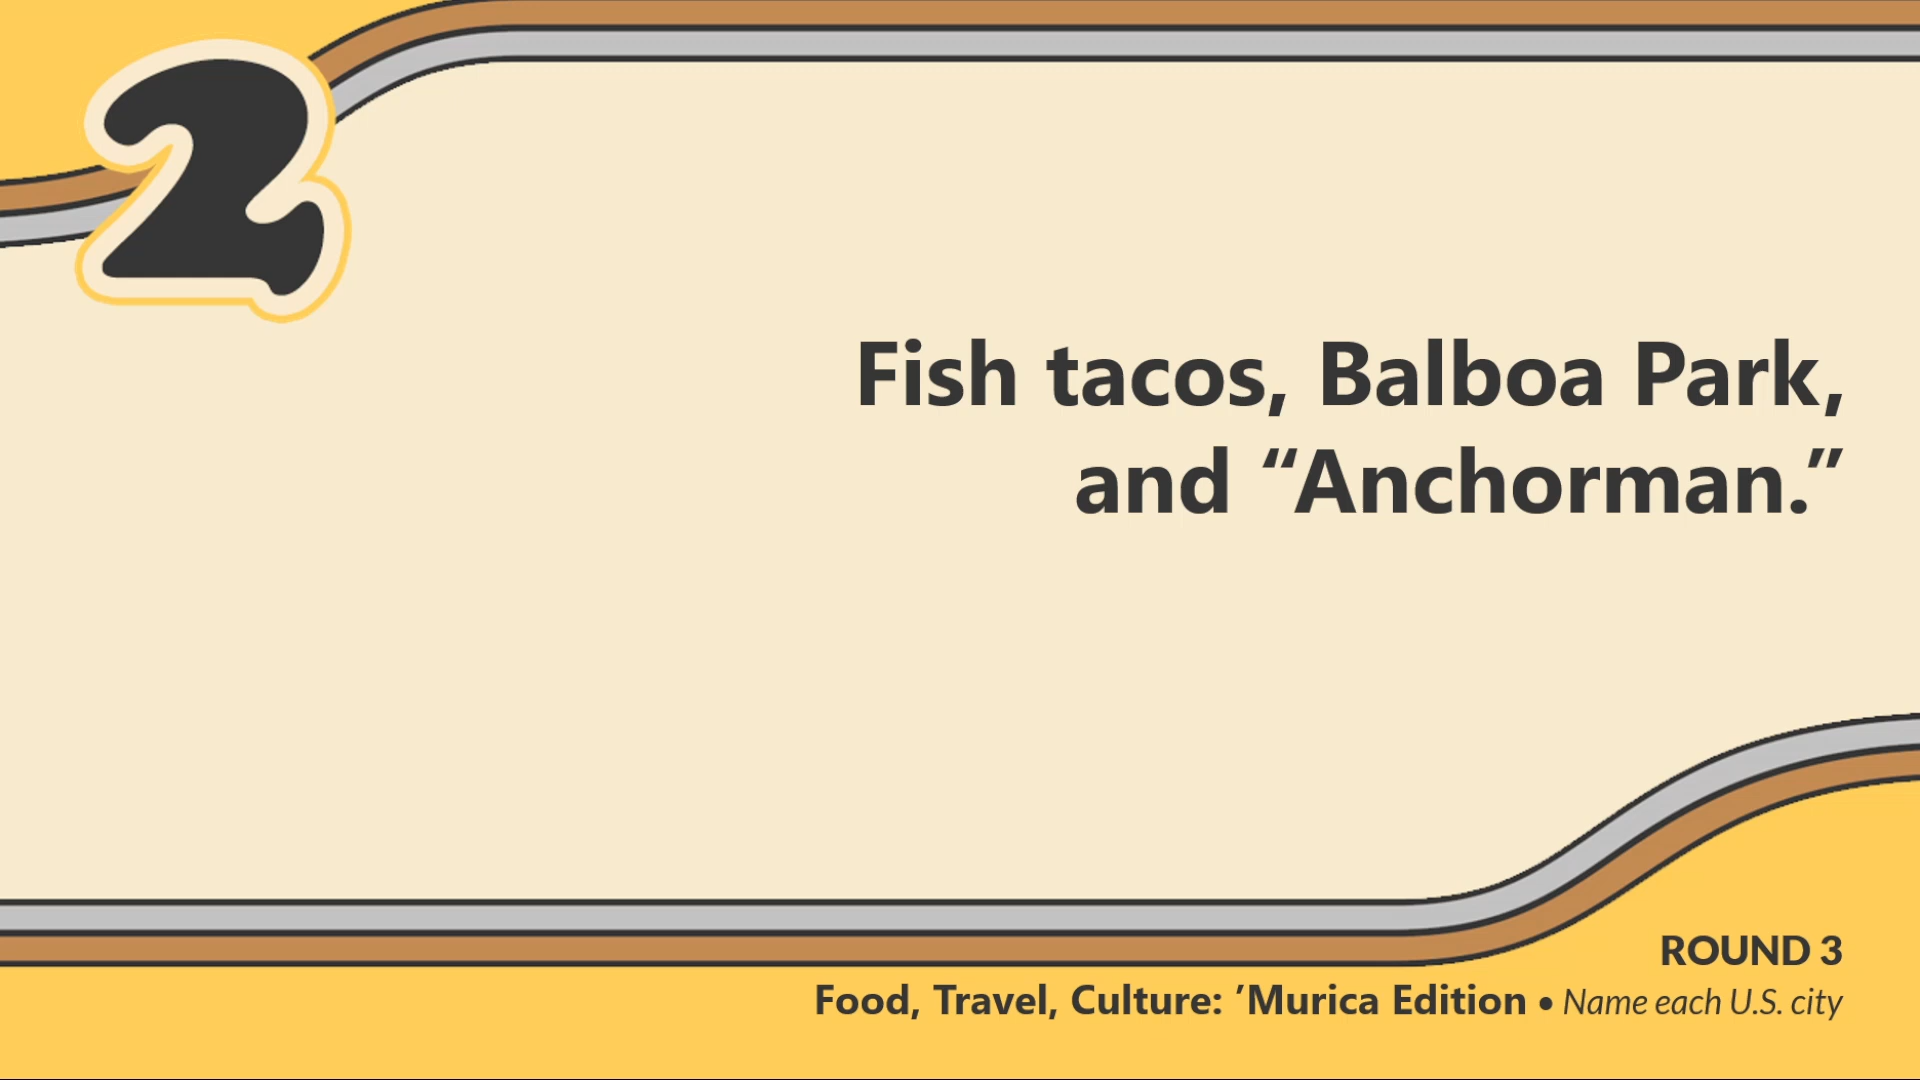 2
Fish tacos, Balboa Park,
and “Anchorman.”
ROUND 3
Food, Travel, Culture: ’Murica Edition • Name each U.S. city